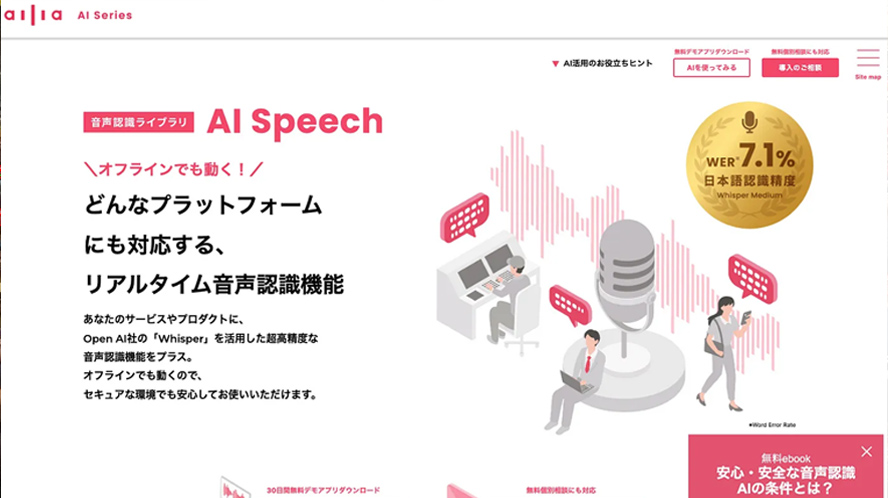 ailia AI Series
無料デモアプリダウンロード
無料個別相談にも対応
▼ AI活用のお役立ちヒント
AIを使ってみる
導入のご相談
Site map
音声認識ライブラリ AI Speech
＼オフラインでも動く！／
どんなプラットフォーム
にも対応する、
リアルタイム音声認識機能
あなたのサービスやプロダクトに、
Open AI社の「Whisper」を活用した超高精度な
音声認識機能をプラス。
オフラインでも動くので、
セキュアな環境でも安心してお使いいただけます。
WER* 7.1%
日本語認識精度
Whisper Medium
*Word Error Rate
無料ebook
安心・安全な音声認識
AIの条件とは？
30日間無料デモアプリダウンロード
無料個別相談にも対応